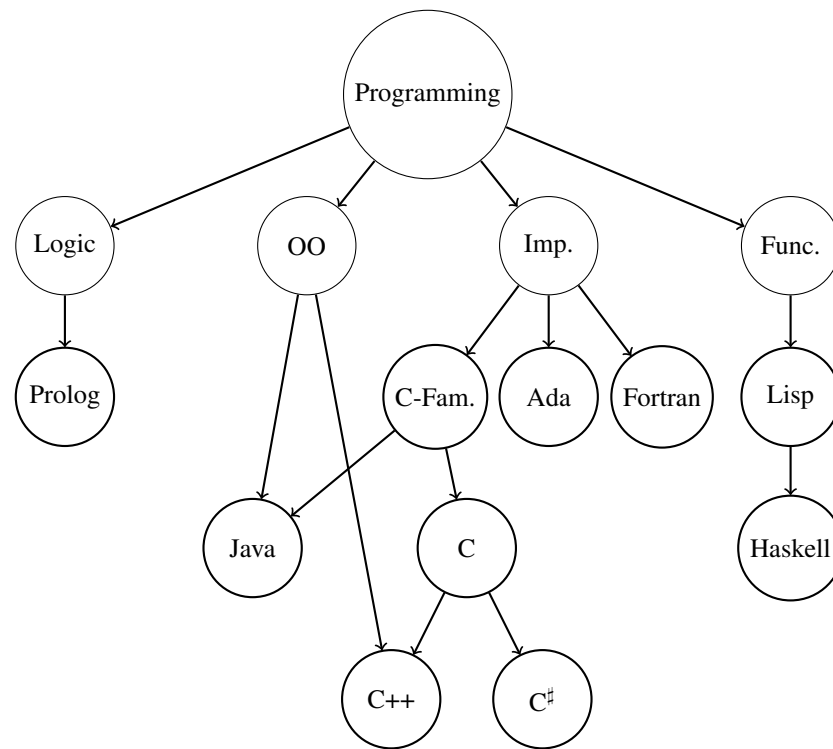 Programming
Logic
OO
Imp.
Func.
Prolog
C-Fam.
Ada
Fortran
Lisp
Java
C
Haskell
C++
C♯